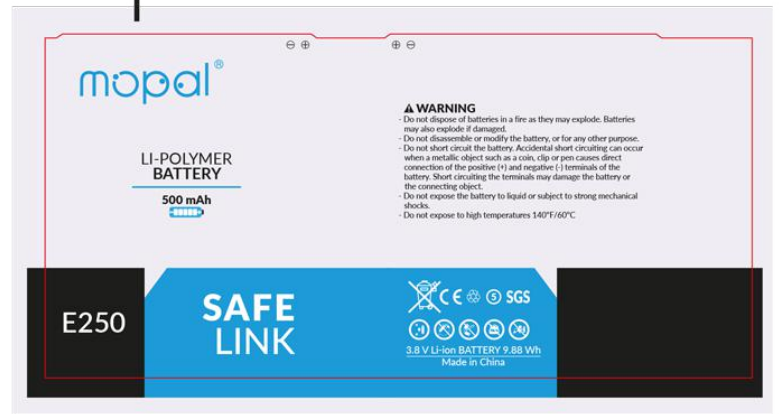 mopal®
LI-POLYMER
BATTERY
500 mAh
⊖ ⊕
⊕ ⊖
WARNING
- Do not dispose of batteries in a fire as they may explode. Batteries
may also explode if damaged.
- Do not disassemble or modify the battery, or for any other purpose.
- Do not short circuit the battery. Accidental short circuiting can occur
when a metallic object such as a coin, clip or pen causes direct
connection of the positive (+) and negative (-) terminals of the
battery. Short circuiting the terminals may damage the battery or
the connecting object.
- Do not expose the battery to liquid or subject to strong mechanical
shocks.
- Do not expose to high temperatures 140°F/60°C
E250
SAFE
LINK
CE 5 SGS
3.8 V Li-ion BATTERY 9.88 Wh
Made in China